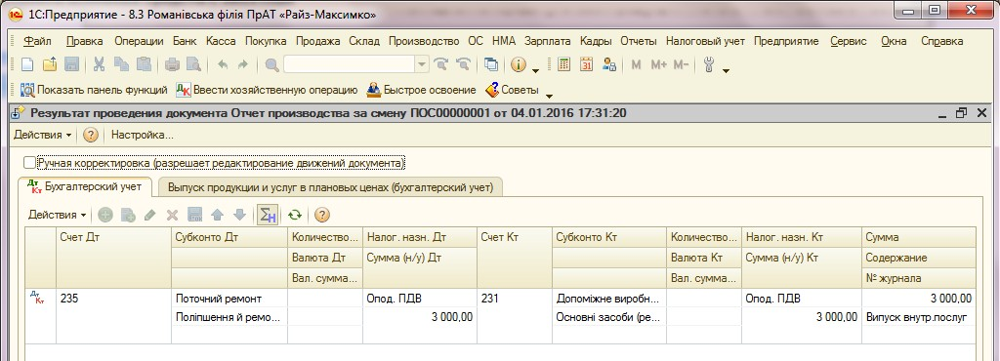 1С:Предприятие - 8.3 Романівська філія ПрАТ «Райз-Максимко»
Файл Правка Операции Банк Касса Покупка Продажа Склад Производство ОС НМА Зарплата Кадры Отчеты Налоговый учет Предприятие Сервис Окна Справка
M M+ M-
Показать панель функций Ввести хозяйственную операцию Быстрое освоение Советы
Результат проведения документа Отчет производства за смену ПОС00000001 от 04.01.2016 17:31:20
Действия Настройка...
Ручная корректировка (разрешает редактирование движений документа)
Бухгалтерский учет Выпуск продукции и услуг в плановых ценах (бухгалтерский учет)
Действия
Счет Дт Субконто Дт Количество... Налог. назн. Дт Счет Кт Субконто Кт Количество... Налог. назн. Кт Сумма
Валюта Дт Сумма (н/у) Дт Валюта Кт Сумма (н/у) Кт Содержание
Вал. сумма... Вал. сумма... № журнала
235 Поточний ремонт Опод. ПДВ 231 Допоміжне виробн... Опод. ПДВ 3 000,00
Поліпшення й ремо... 3 000,00 Основні засоби (ре... 3 000,00 Випуск внутр.послуг